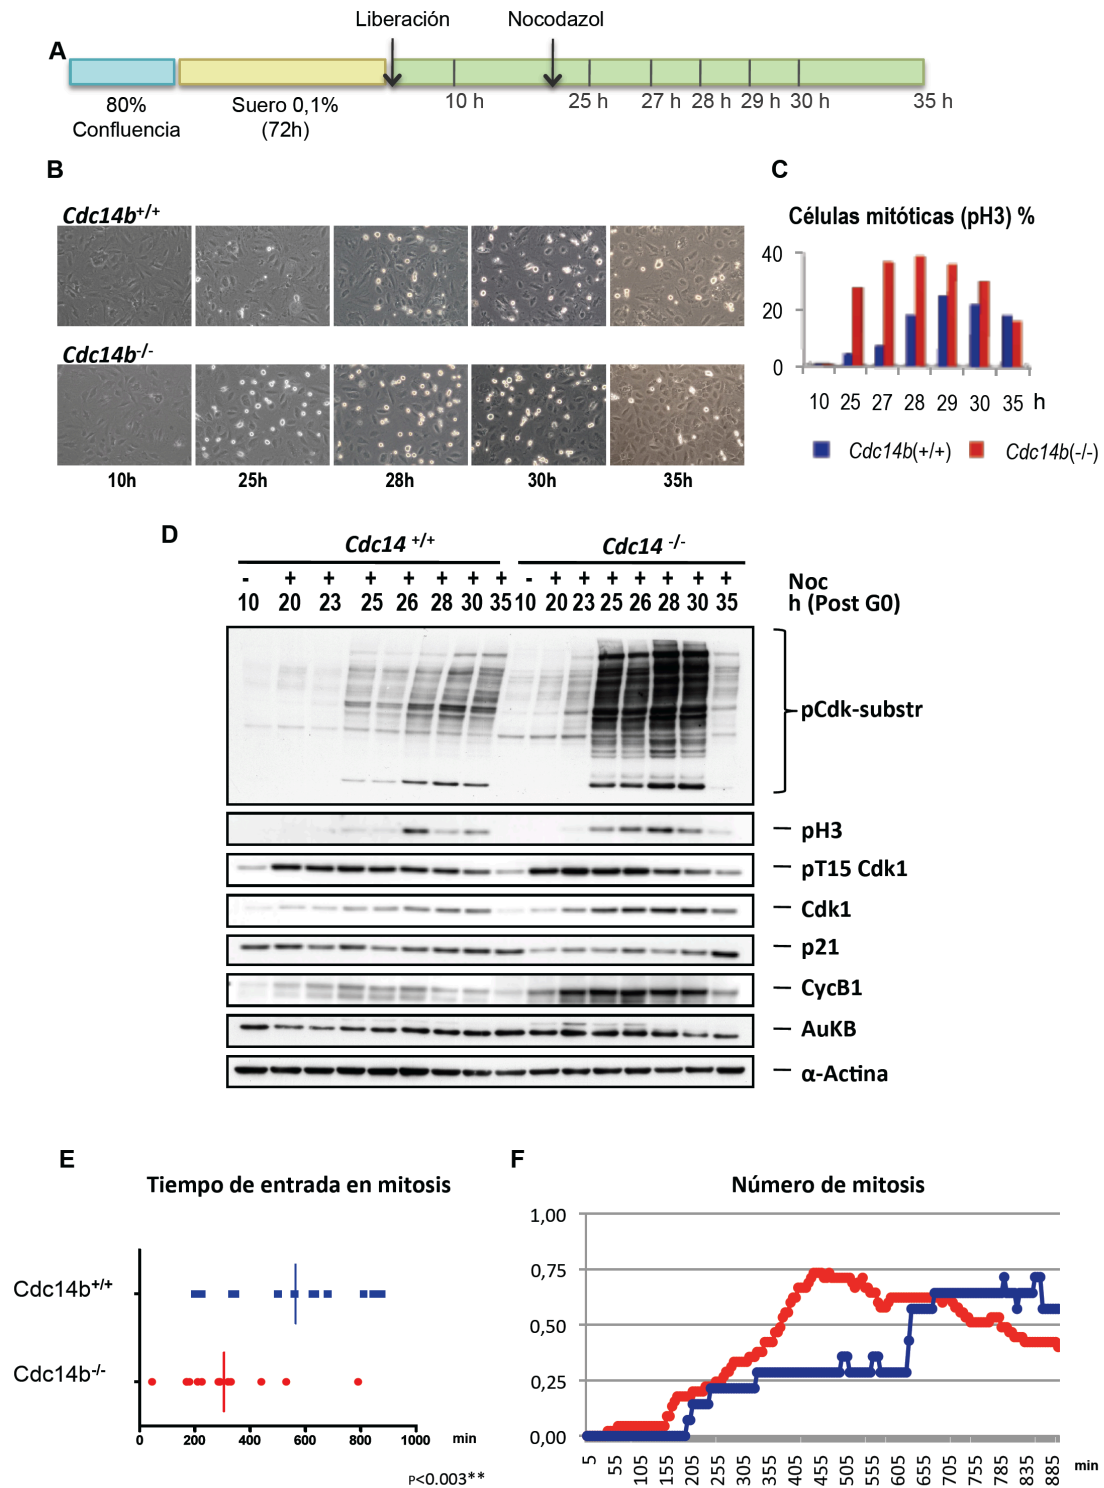 Liberación Nocodazol
A
80%
Confluencia
Suero 0,1%
(72h)
10 h 25 h 27 h 28 h 29 h 30 h 35 h
B
Cdc14b+/+
Cdc14b-/-
10h 25h 28h 30h 35h
C
Células mitóticas (pH3) %
40
20
0
10 25 27 28 29 30 35 h
Cdc14b(+/+) Cdc14b(-/-)
D
Cdc14 +/+ Cdc14 -/-
- + + + + + + + - + + + + + + + Noc
10 20 23 25 26 28 30 35 10 20 23 25 26 28 30 35 h (Post G0)
pCdk-substr
pH3
pT15 Cdk1
Cdk1
p21
CycB1
AuKB
α-Actina
E
Tiempo de entrada en mitosis
Cdc14b+/+
Cdc14b-/-
0 200 400 600 800 1000 min
P<0.003**
F
Número de mitosis
1,00
0,75
0,50
0,25
0,00
5 55 105 155 205 255 305 355 405 455 505 555 605 655 705 755 785 835 885 min